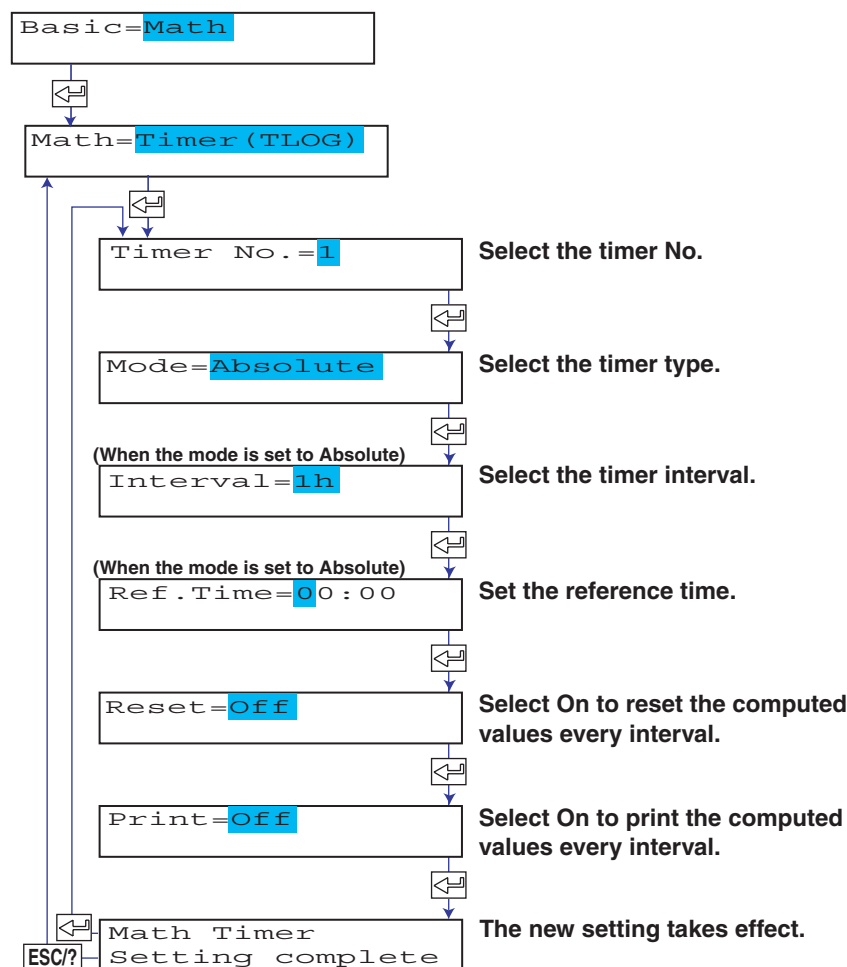 Basic=Math
Math=Timer(TLOG)
Timer No.=1
Select the timer No.
Mode=Absolute
Select the timer type.
(When the mode is set to Absolute)
Interval=1h
Select the timer interval.
(When the mode is set to Absolute)
Ref.Time=00:00
Set the reference time.
Reset=Off
Select On to reset the computed
values every interval.
Print=Off
Select On to print the computed
values every interval.
Math Timer
The new setting takes effect.
ESC/?
Setting complete